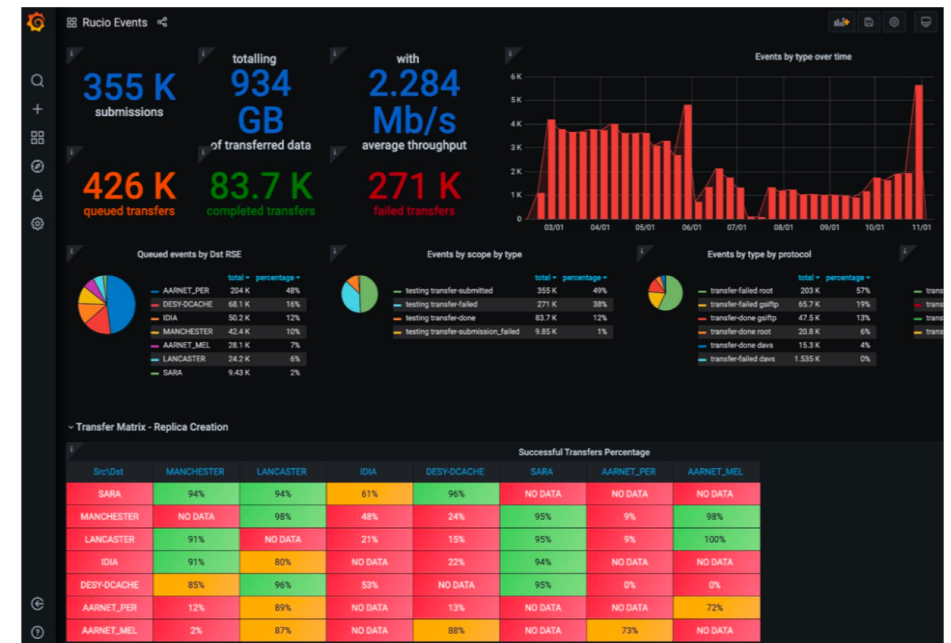 Rucio Events
355 K
submissions
totalling
934
GB
of transferred data
with
2.284
Mb/s
average throughput
426 K
queued transfers
83.7 K
completed transfers
271 K
failed transfers
Events by type over time
6 K
5 K
4 K
3 K
2 K
1 K
0
03/01 04/01 05/01 06/01 07/01 08/01 09/01 10/01 11/01
Queued events by Dst RSE
total percentage
AARNET_PER 204 K 48%
DESY-DCACHE 68.1 K 16%
IDIA 50.2 K 12%
MANCHESTER 42.4 K 10%
AARNET_MEL 28.1 K 7%
LANCASTER 24.2 K 6%
SARA 9.43 K 2%
Events by scope by type
total percentage
testing transfer-submitted 355 K 49%
testing transfer-failed 271 K 38%
testing transfer-done 83.7 K 12%
testing transfer-submission_failed 9.85 K 1%
Events by type by protocol
total percentage
transfer-failed root 203 K 57%
transfer-failed gsiftp 65.7 K 19%
transfer-done gsiftp 47.5 K 13%
transfer-done root 20.8 K 6%
transfer-done davs 15.3 K 4%
transfer-failed davs 1.535 K 0%
trans
trans
trans
trans
Transfer Matrix - Replica Creation
Successful Transfers Percentage
Src\Dst MANCHESTER LANCASTER IDIA DESY-DCACHE SARA AARNET_PER AARNET_MEL
SARA 94% 94% 61% 96% NO DATA NO DATA NO DATA
MANCHESTER NO DATA 98% 48% 24% 95% 9% 98%
LANCASTER 91% NO DATA 21% 15% 95% 9% 100%
IDIA 91% 80% NO DATA 22% 94% NO DATA NO DATA
DESY-DCACHE 85% 96% 53% NO DATA 95% 0% 0%
AARNET_PER 12% 89% NO DATA 13% NO DATA NO DATA 72%
AARNET_MEL 2% 87% NO DATA 88% NO DATA 73% NO DATA